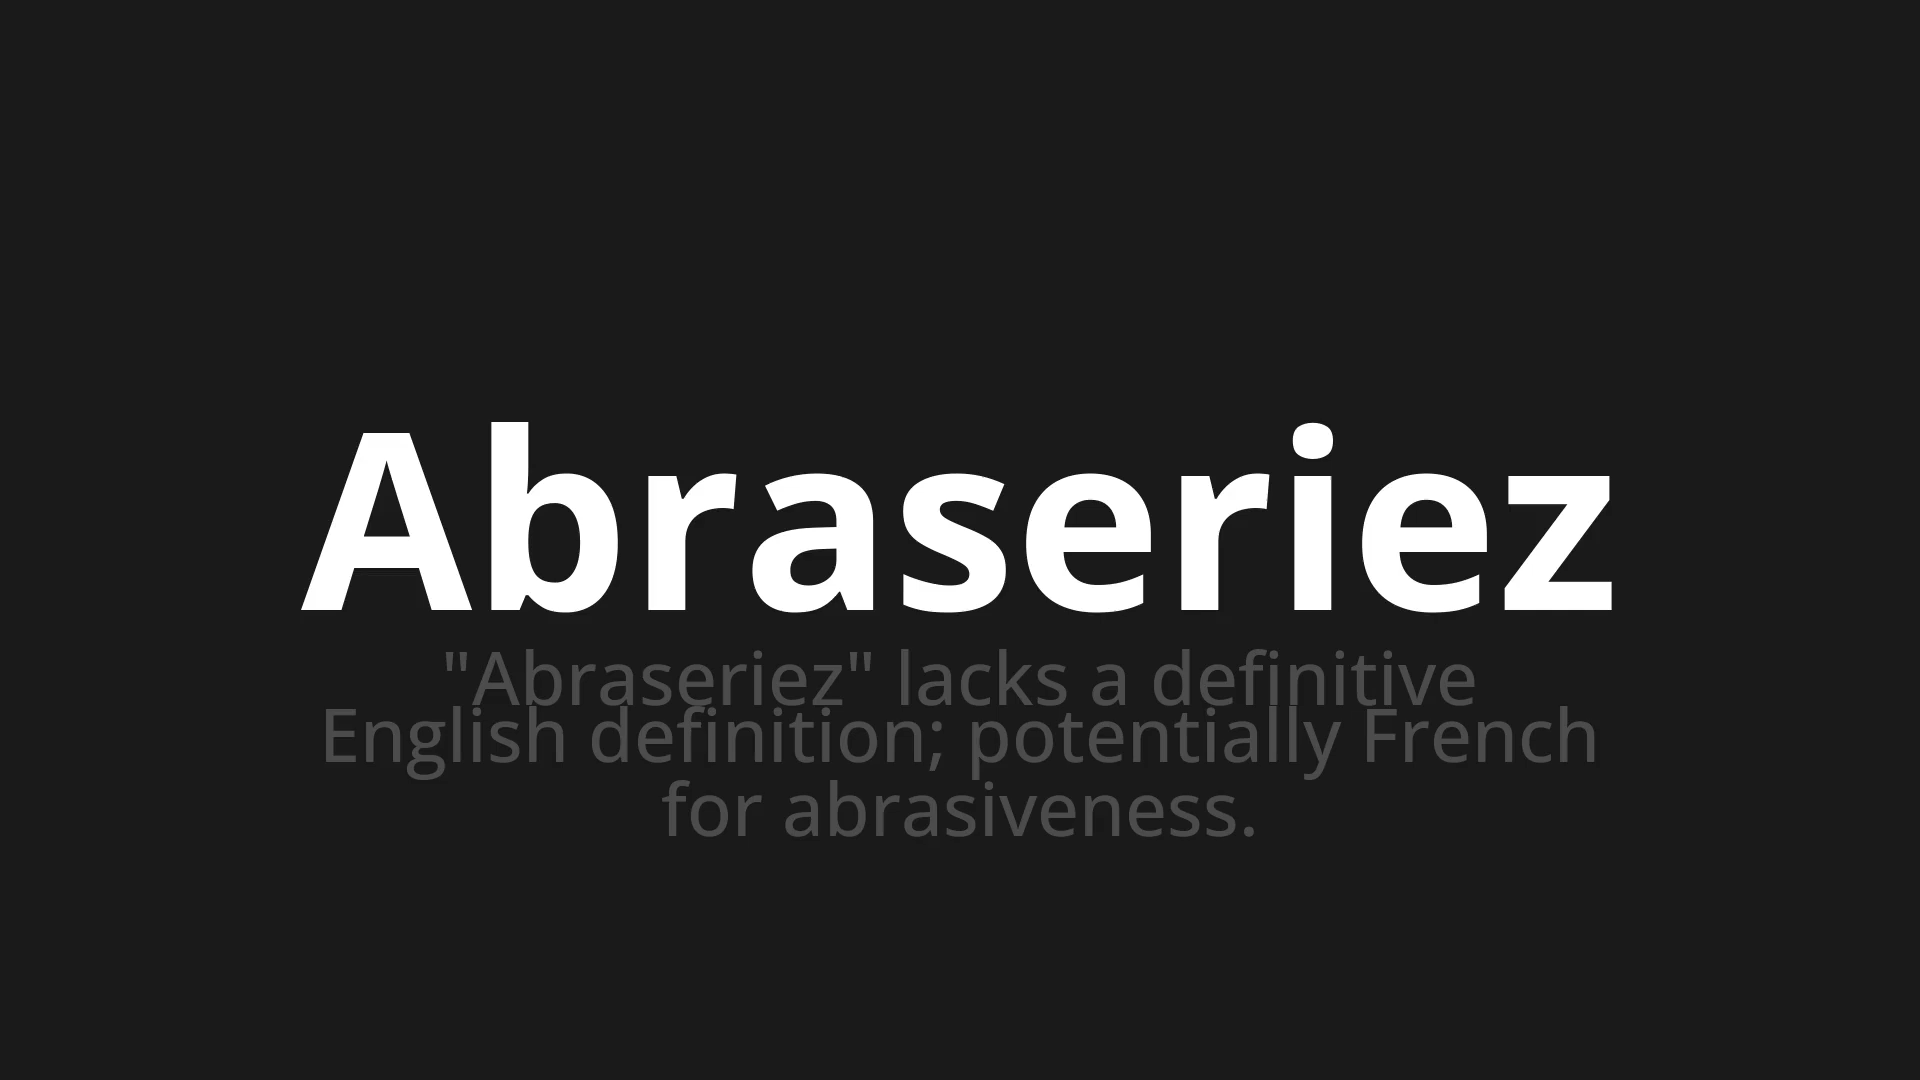 Abraseriez
"Abraseriez" lacks a definitive
English definition; potentially French
for abrasiveness.